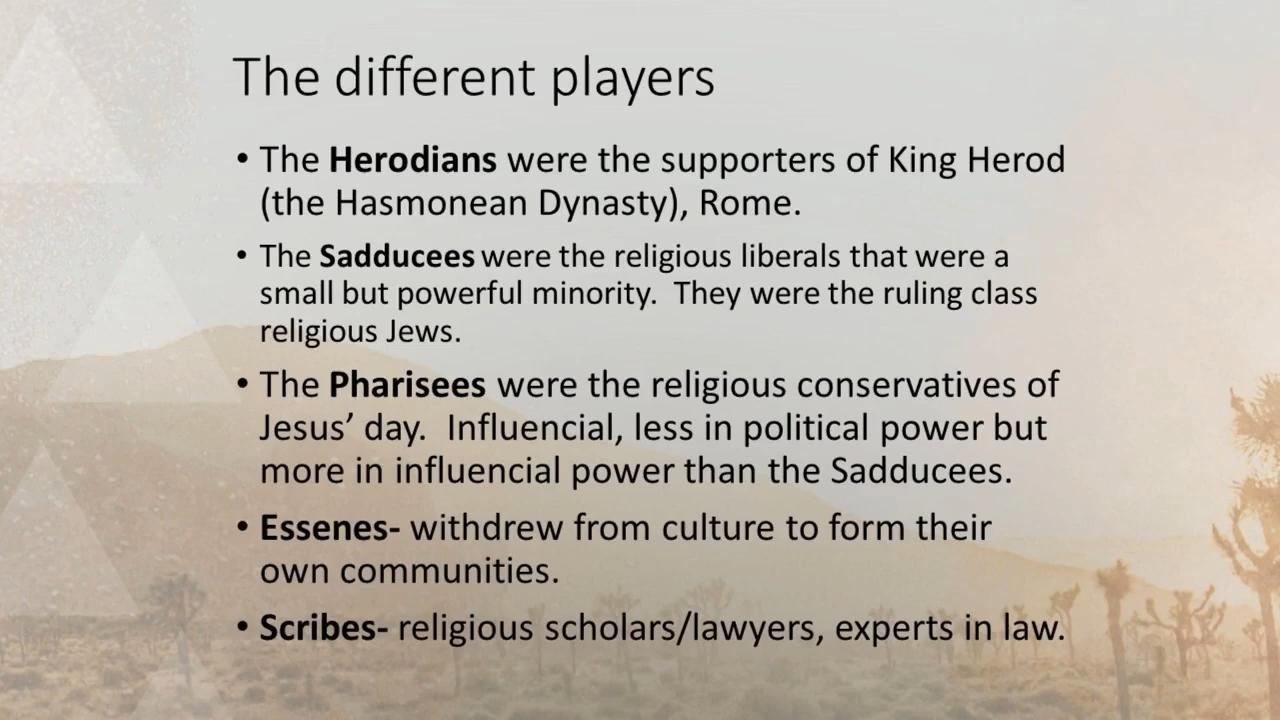 The different players
• The Herodians were the supporters of King Herod
(the Hasmonean Dynasty), Rome.
• The Sadducees were the religious liberals that were a
small but powerful minority.  They were the ruling class
religious Jews.
• The Pharisees were the religious conservatives of
Jesus’ day.  Influencial, less in political power but
more in influencial power than the Sadducees.
• Essenes- withdrew from culture to form their
own communities.
• Scribes- religious scholars/lawyers, experts in law.